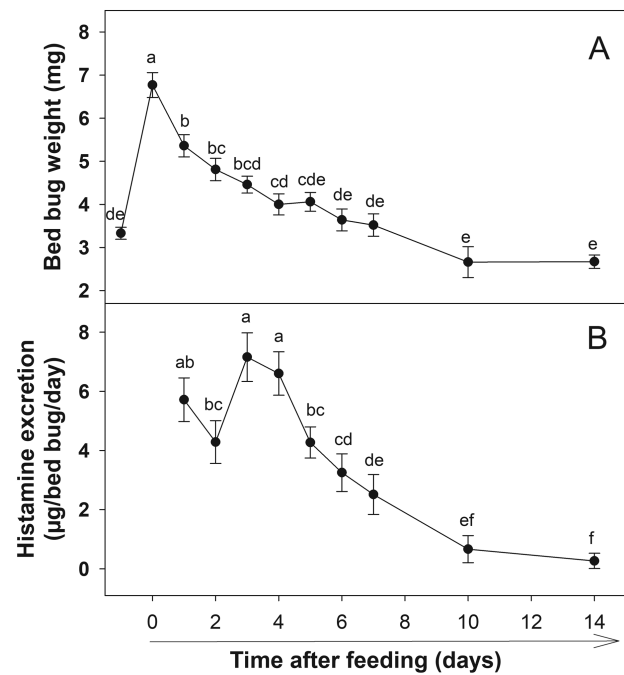 A
8
7
6
5
4
3
2
Bed bug weight (mg)
de
a
b
bc
bcd
cd
cde
de
de
e
e
B
8
6
4
2
0
Histamine excretion
(µg/bed bug/day)
ab
bc
a
a
bc
cd
de
ef
f
0 2 4 6 8 10 12 14
Time after feeding (days)